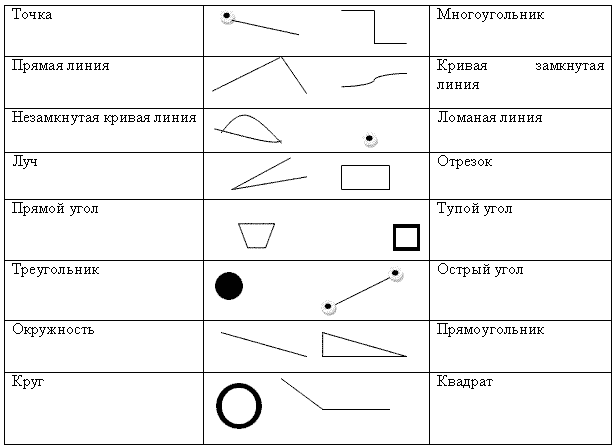 Точка Многоугольник
Прямая линия Кривая замкнутая
линия
Незамкнутая кривая линия Ломаная линия
Луч Отрезок
Прямой угол Тупой угол
Треугольник Острый угол
Окружность Прямоугольник
Круг Квадрат